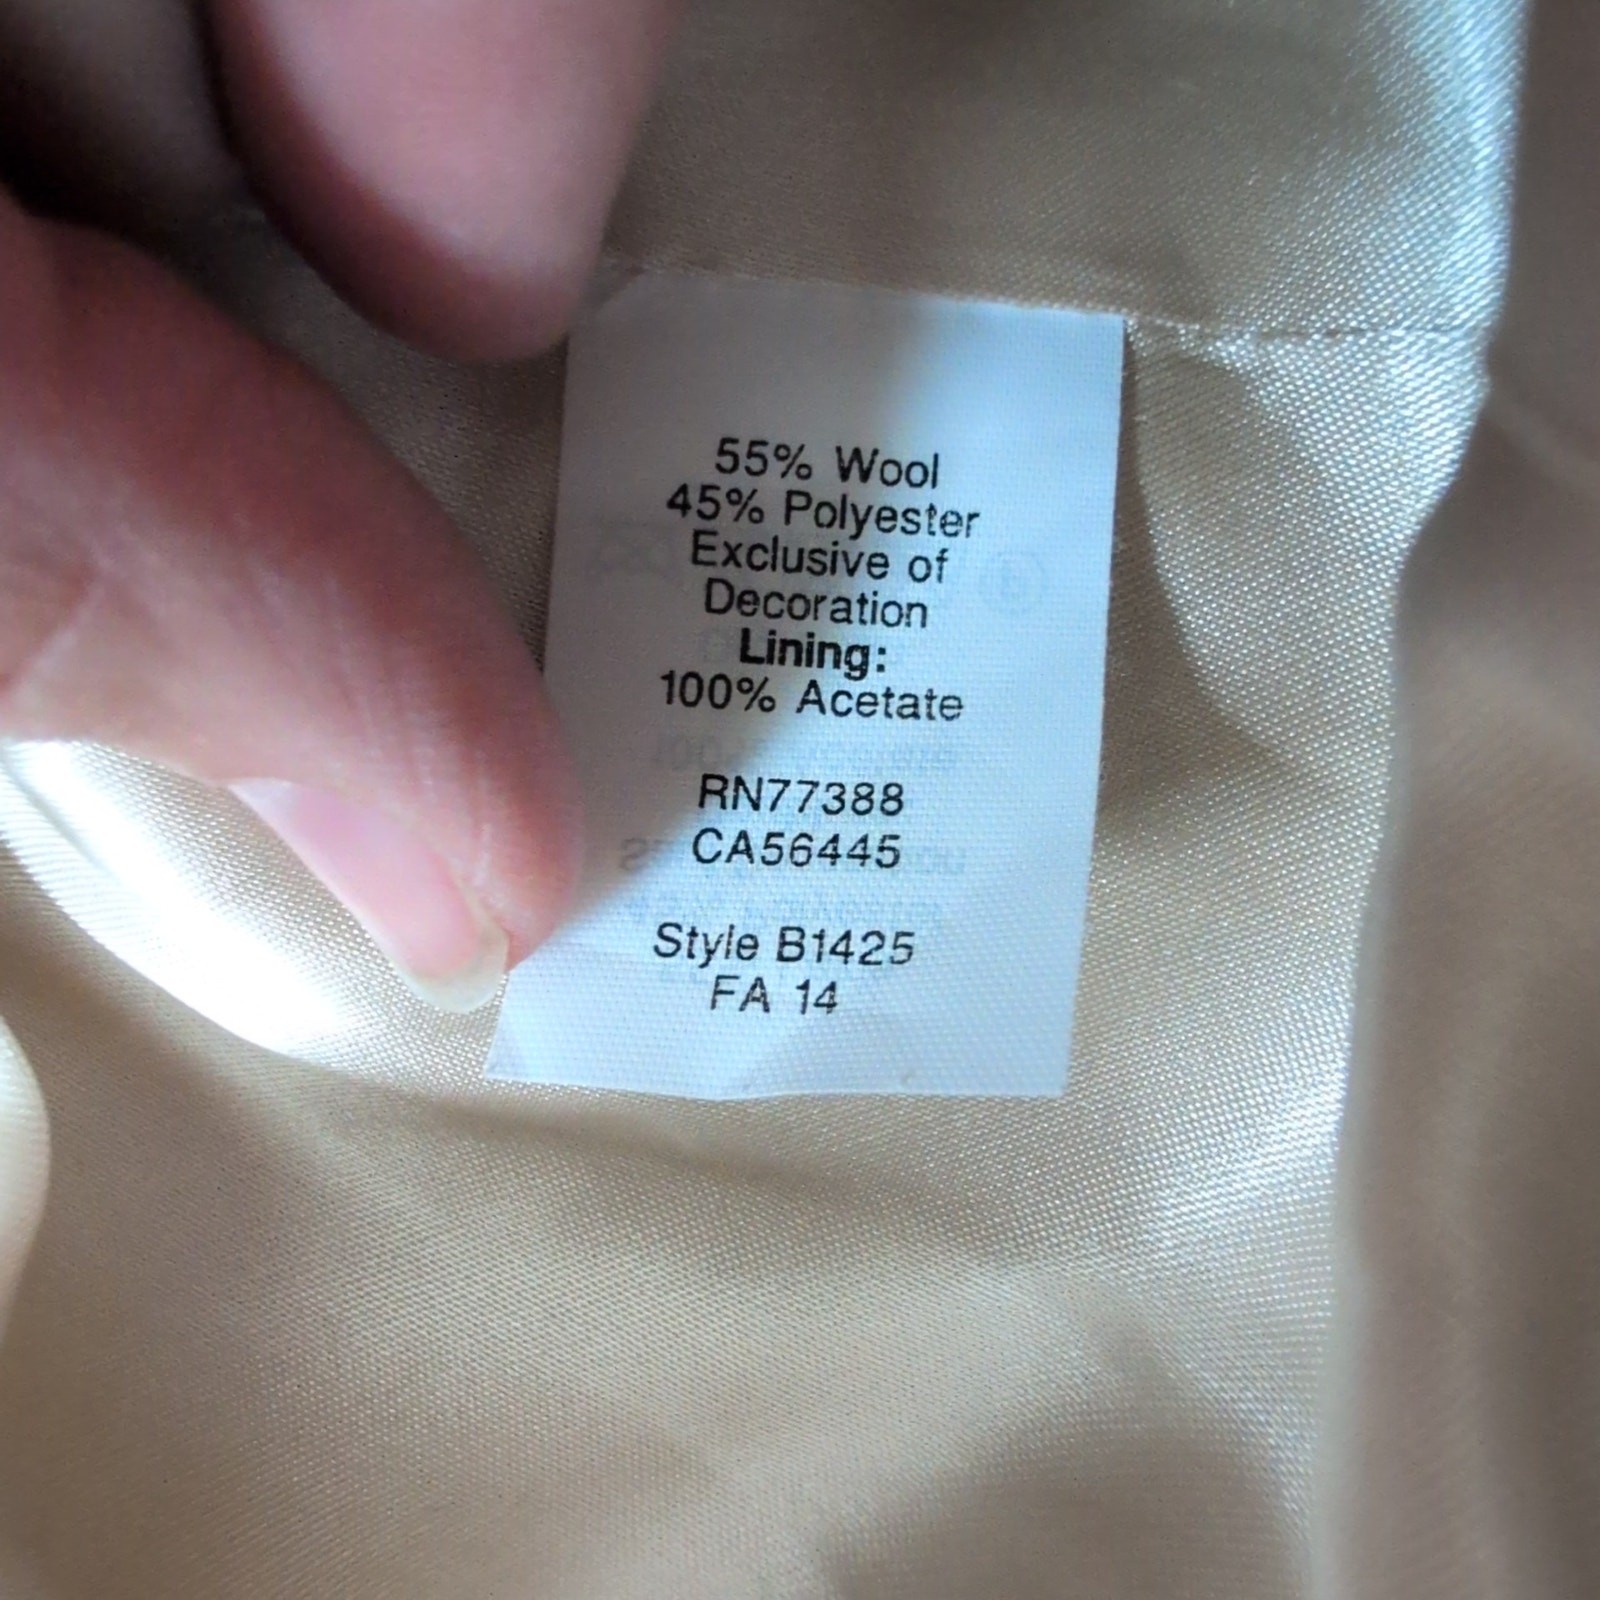 55% Wool
45% Polyester
Exclusive of
Decoration
Lining:
100% Acetate
RN77388
CA56445
Style B1425
FA 14